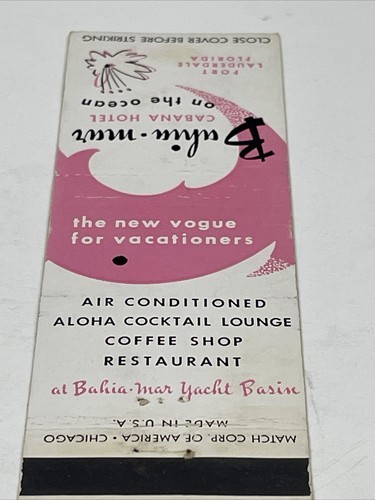 CLOSE COVER BEFORE STRIKING
FORT
LAUDERDALE
FLORIDA
on the ocean
CABANA HOTEL
Bahia-mar
the new vogue
for vacationers
AIR CONDITIONED
ALOHA COCKTAIL LOUNGE
COFFEE SHOP
RESTAURANT
at Bahia-Mar Yacht Basin
MADE IN U.S.A.
MATCH CORP. OF AMERICA • CHICAGO